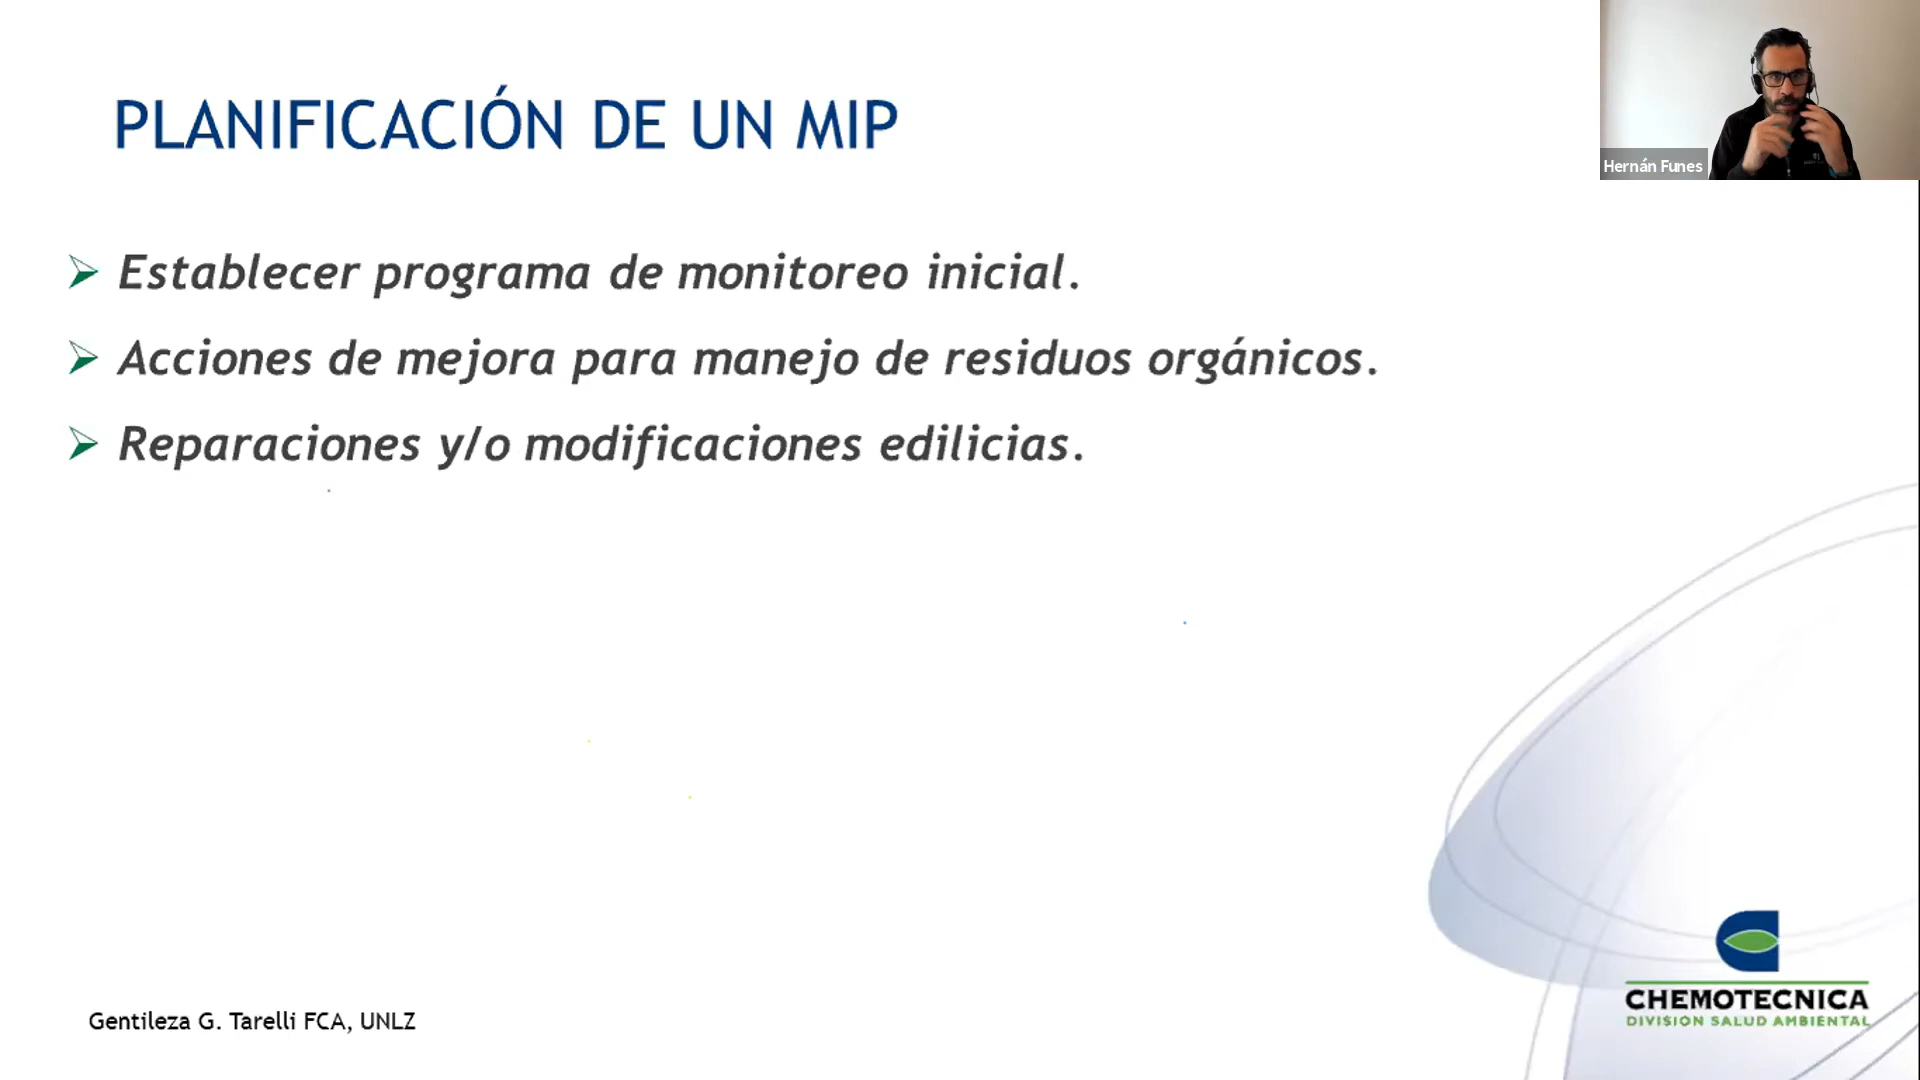 PLANIFICACIÓN DE UN MIP
Hernán Funes
Establecer programa de monitoreo inicial.
Acciones de mejora para manejo de residuos orgánicos.
Reparaciones y/o modificaciones edilicias.
Gentileza G. Tarelli FCA, UNLZ
CHEMOTECNICA
DIVISION SALUD AMBIENTAL